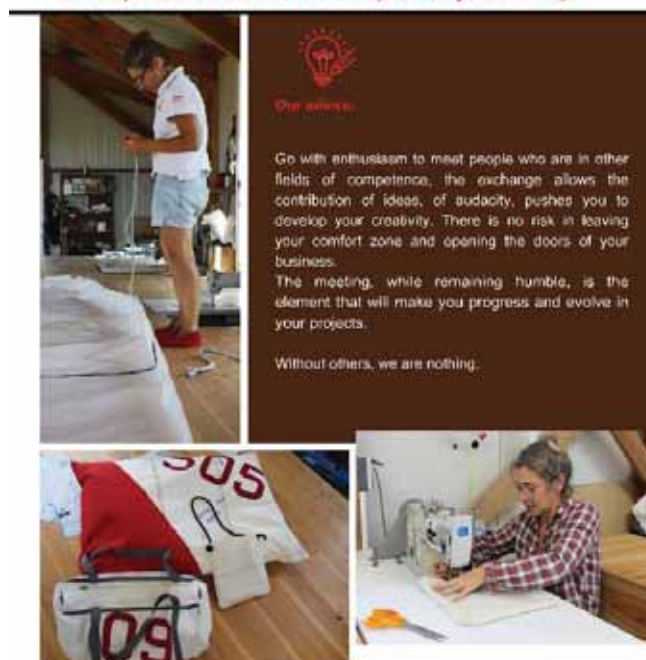 Our advice:
Go with enthusiasm to meet people who are in other
fields of competence, the exchange allows the
contribution of ideas, of audacity, pushes you to
develop your creativity. There is no risk in leaving
your comfort zone and opening the doors of your
business.
The meeting, while remaining humble, is the
element that will make you progress and evolve in
your projects.
Without others, we are nothing.
505
09